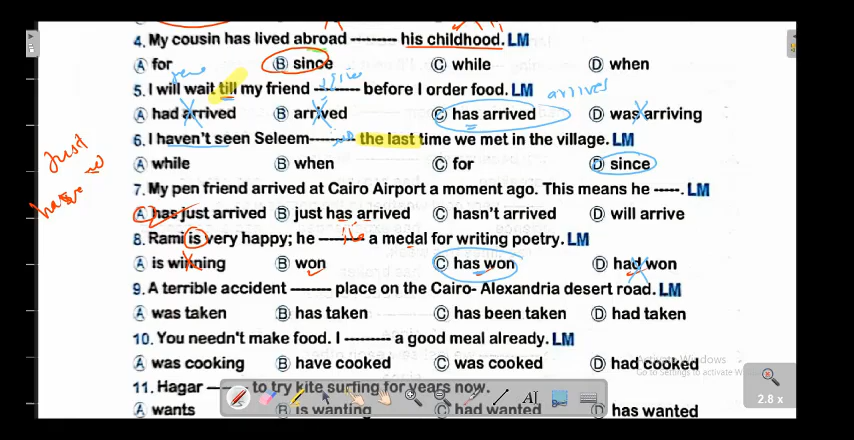 4. My cousin has lived abroad --------- his childhood. LM
Ⓐ for Ⓑ since Ⓒ while Ⓓ when
5. I will wait till my friend --------- before I order food. LM
arrives
Ⓐ had arrived Ⓑ arrived Ⓒ has arrived Ⓓ was arriving
6. I haven't seen Seleem--------- the last time we met in the village. LM
Just
Ⓐ while Ⓑ when Ⓒ for Ⓓ since
7. My pen friend arrived at Cairo Airport a moment ago. This means he -----. LM
Ⓐ has just arrived Ⓑ just has arrived Ⓒ hasn't arrived Ⓓ will arrive
8. Rami is very happy; he --------- a medal for writing poetry. LM
Ⓐ is winning Ⓑ won Ⓒ has won Ⓓ had won
9. A terrible accident -------- place on the Cairo- Alexandria desert road. LM
Ⓐ was taken Ⓑ has taken Ⓒ has been taken Ⓓ had taken
10. You needn't make food. I --------- a good meal already. LM
Activate Windows
Ⓐ was cooking Ⓑ have cooked Ⓒ was cooked Ⓓ had cooked
Go to Settings to activate W
11. Hagar -------- to try kite surfing for years now.
2.8 x
Ⓐ wants Ⓑ is wanting Ⓒ had wanted Ⓓ has wanted